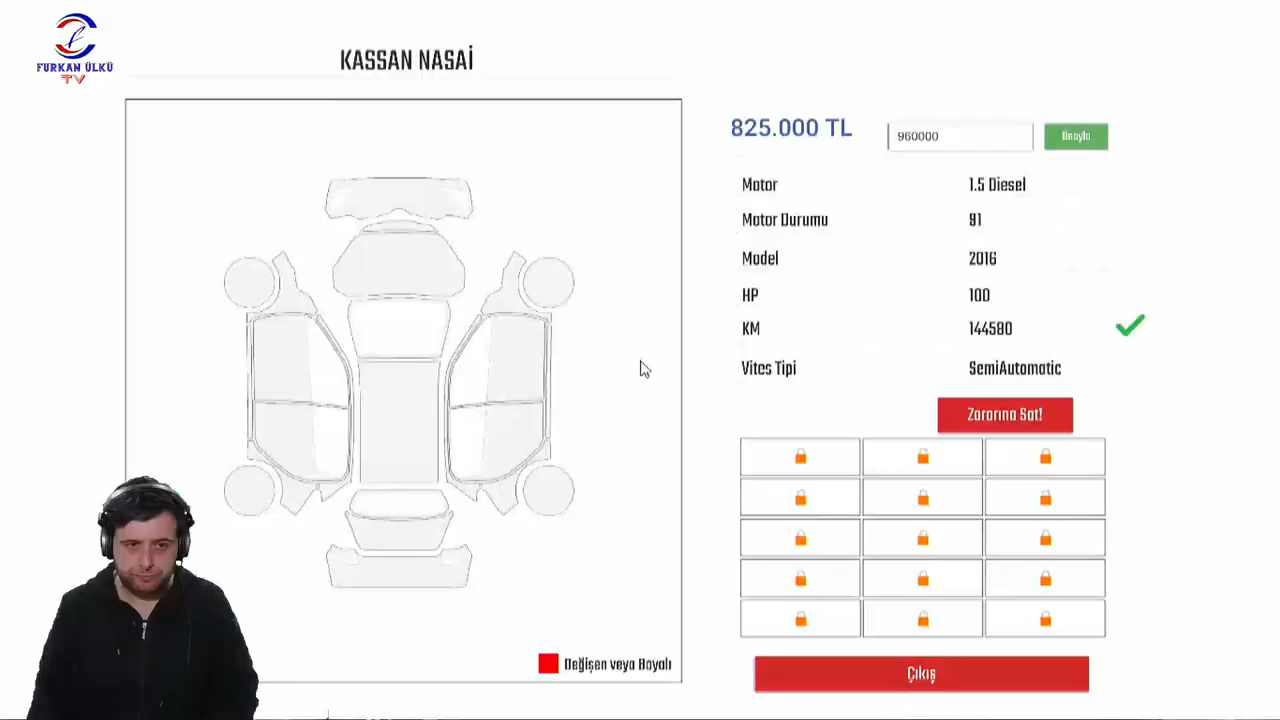 FURKAN ÜLKÜ
TV
KASSAN NASAİ
825.000 TL
960000
Onayla
Motor 1.5 Diesel
Motor Durumu 91
Model 2016
HP 100
KM 144580
Vites Tipi SemiAutomatic
Zararına Sat!
Değişen veya Boyalı
Çıkış